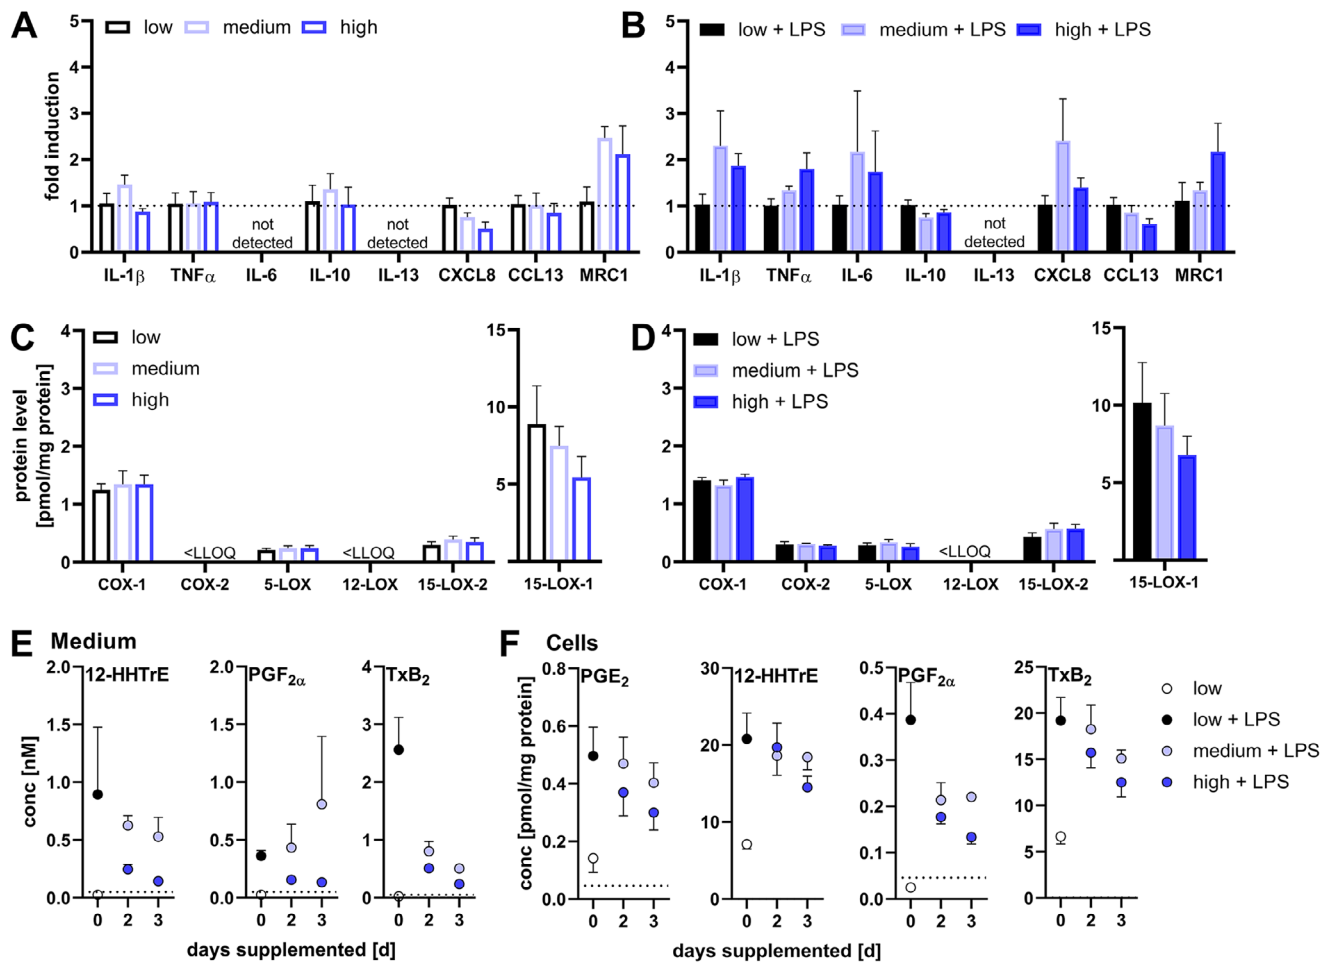 A
low medium high
fold induction
5
4
3
2
1
0
not detected
not detected
IL-1β TNFα IL-6 IL-10 IL-13 CXCL8 CCL13 MRC1
B
low + LPS medium + LPS high + LPS
5
4
3
2
1
0
not detected
IL-1β TNFα IL-6 IL-10 IL-13 CXCL8 CCL13 MRC1
C
low
medium
high
protein level
[pmol/mg protein]
4
3
2
1
0
<LLOQ <LLOQ
COX-1 COX-2 5-LOX 12-LOX 15-LOX-2
15
10
5
15-LOX-1
D
low + LPS
medium + LPS
high + LPS
4
3
2
1
0
<LLOQ
COX-1 COX-2 5-LOX 12-LOX 15-LOX-2
15
10
5
15-LOX-1
E Medium
conc [nM]
12-HHTrE
2.0
1.5
1.0
0.5
0.0
0 2 3
PGF2α
2.0
1.5
1.0
0.5
0.0
0 2 3
TxB2
4
3
2
1
0
0 2 3
days supplemented [d]
F Cells
conc [pmol/mg protein]
PGE2
0.8
0.6
0.4
0.2
0.0
0 2 3
12-HHTrE
30
20
10
0
0 2 3
PGF2α
0.5
0.4
0.3
0.2
0.1
0.0
0 2 3
TxB2
25
20
15
10
5
0
0 2 3
days supplemented [d]
low
low + LPS
medium + LPS
high + LPS